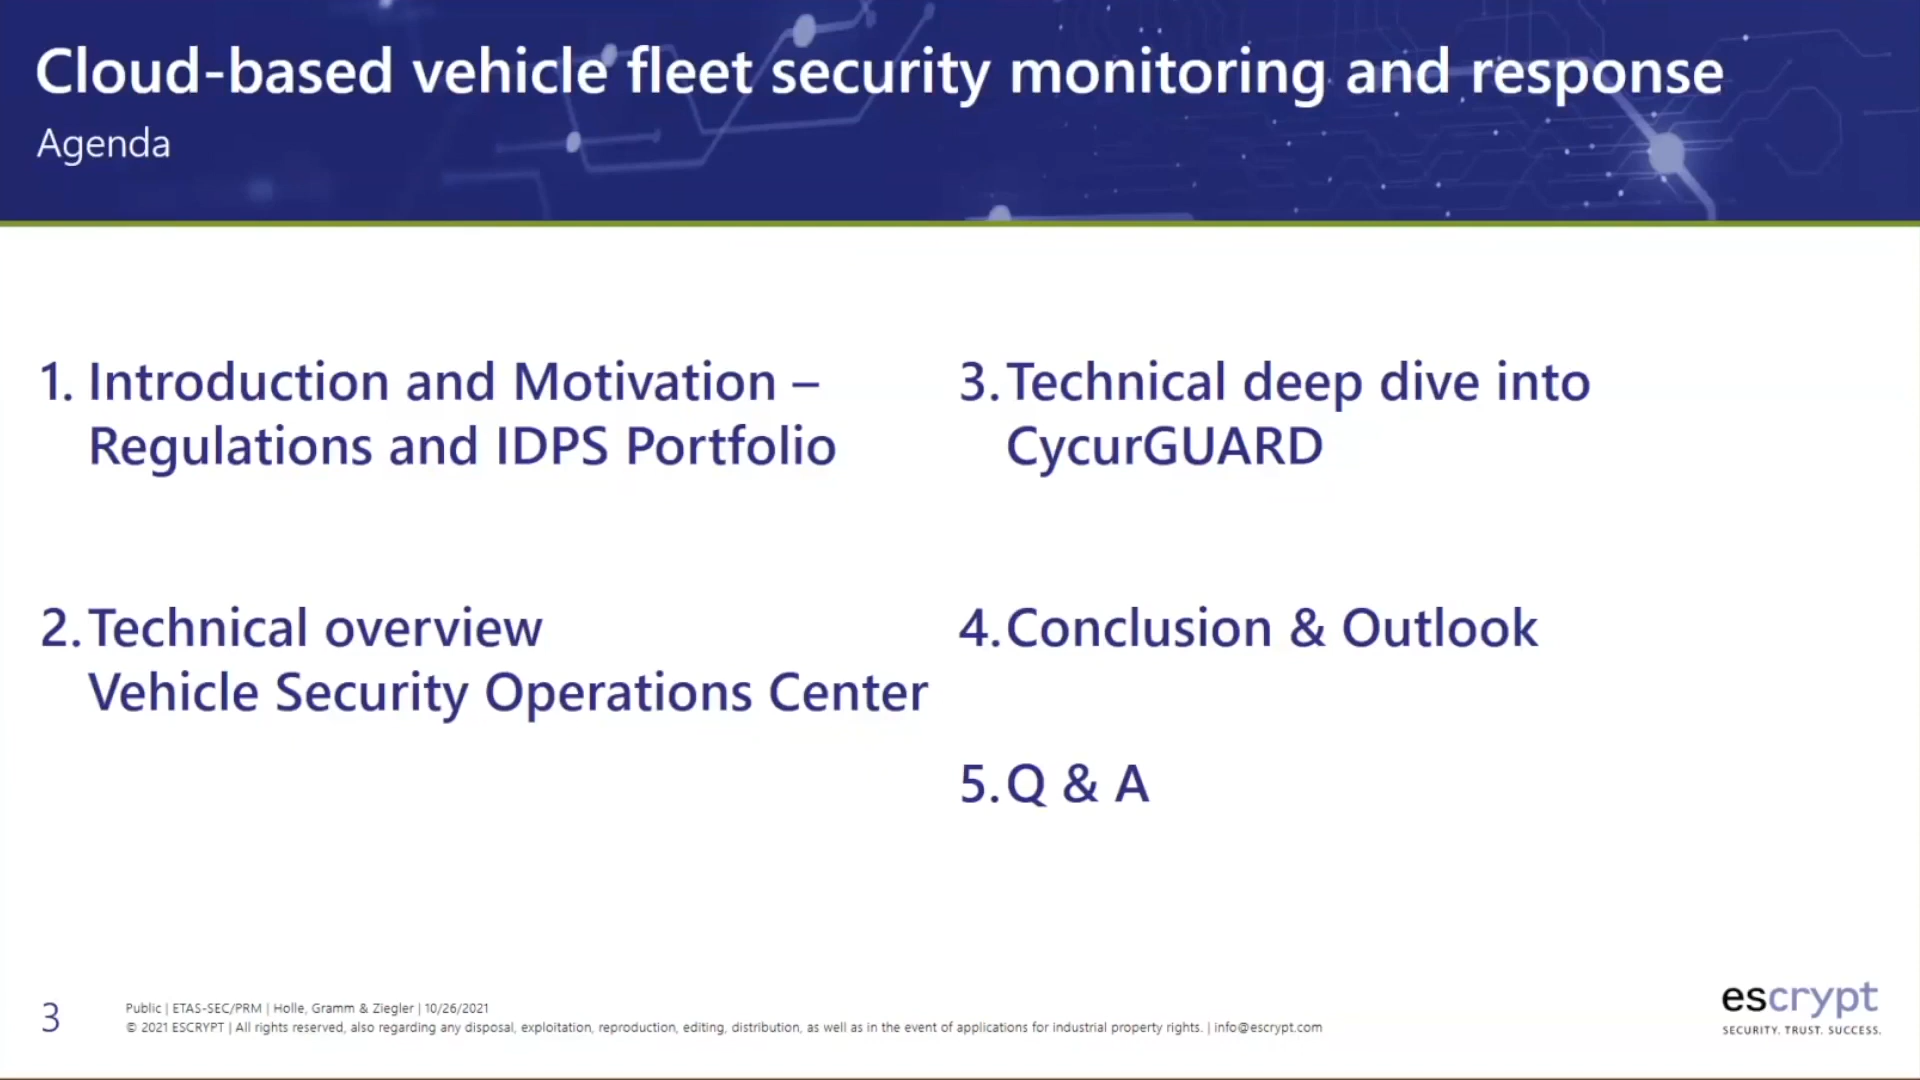 Cloud-based vehicle fleet security monitoring and response
Agenda
1. Introduction and Motivation –
Regulations and IDPS Portfolio
2. Technical overview
Vehicle Security Operations Center
3. Technical deep dive into
CycurGUARD
4. Conclusion & Outlook
5. Q & A
3
Public | ETAS-SEC/PRM | Holle, Gramm & Ziegler | 10/26/2021
© 2021 ESCRYPT | All rights reserved, also regarding any disposal, exploitation, reproduction, editing, distribution, as well as in the event of applications for industrial property rights. | info@escrypt.com
escrypt
SECURITY. TRUST. SUCCESS.